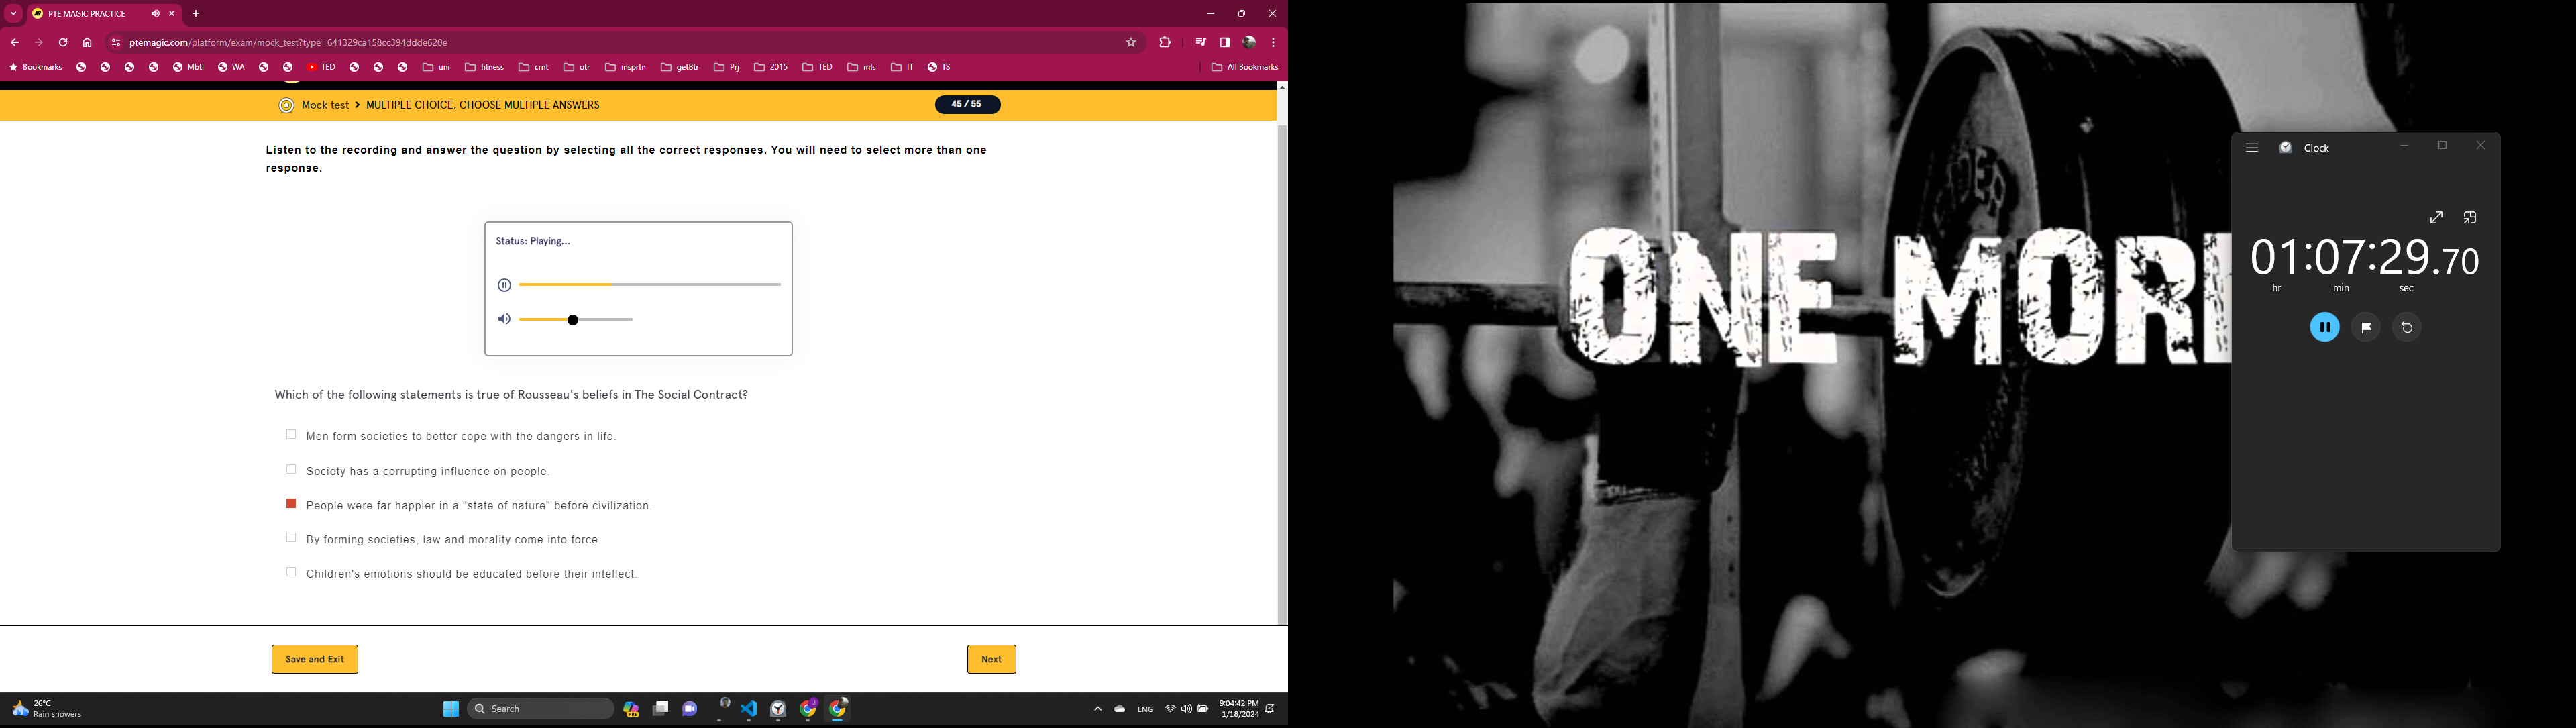 PTE MAGIC PRACTICE
ptemagic.com/platform/exam/mock_test?type=641329ca158cc394ddde620e
Bookmarks
Mbtl
WA
TED
uni
fitness
crnt
otr
insprtn
getBtr
Prj
2015
TED
mls
IT
TS
All Bookmarks
Mock test > MULTIPLE CHOICE, CHOOSE MULTIPLE ANSWERS
45 / 55
Listen to the recording and answer the question by selecting all the correct responses. You will need to select more than one
response.
Status: Playing...
Which of the following statements is true of Rousseau's beliefs in The Social Contract?
Men form societies to better cope with the dangers in life.
Society has a corrupting influence on people.
People were far happier in a "state of nature" before civilization.
By forming societies, law and morality come into force.
Children's emotions should be educated before their intellect.
Save and Exit
Next
26°C
Rain showers
Search
ENG
9:04:42 PM
1/18/2024
ONE MOR
Clock
01:07:29.70
hr
min
sec